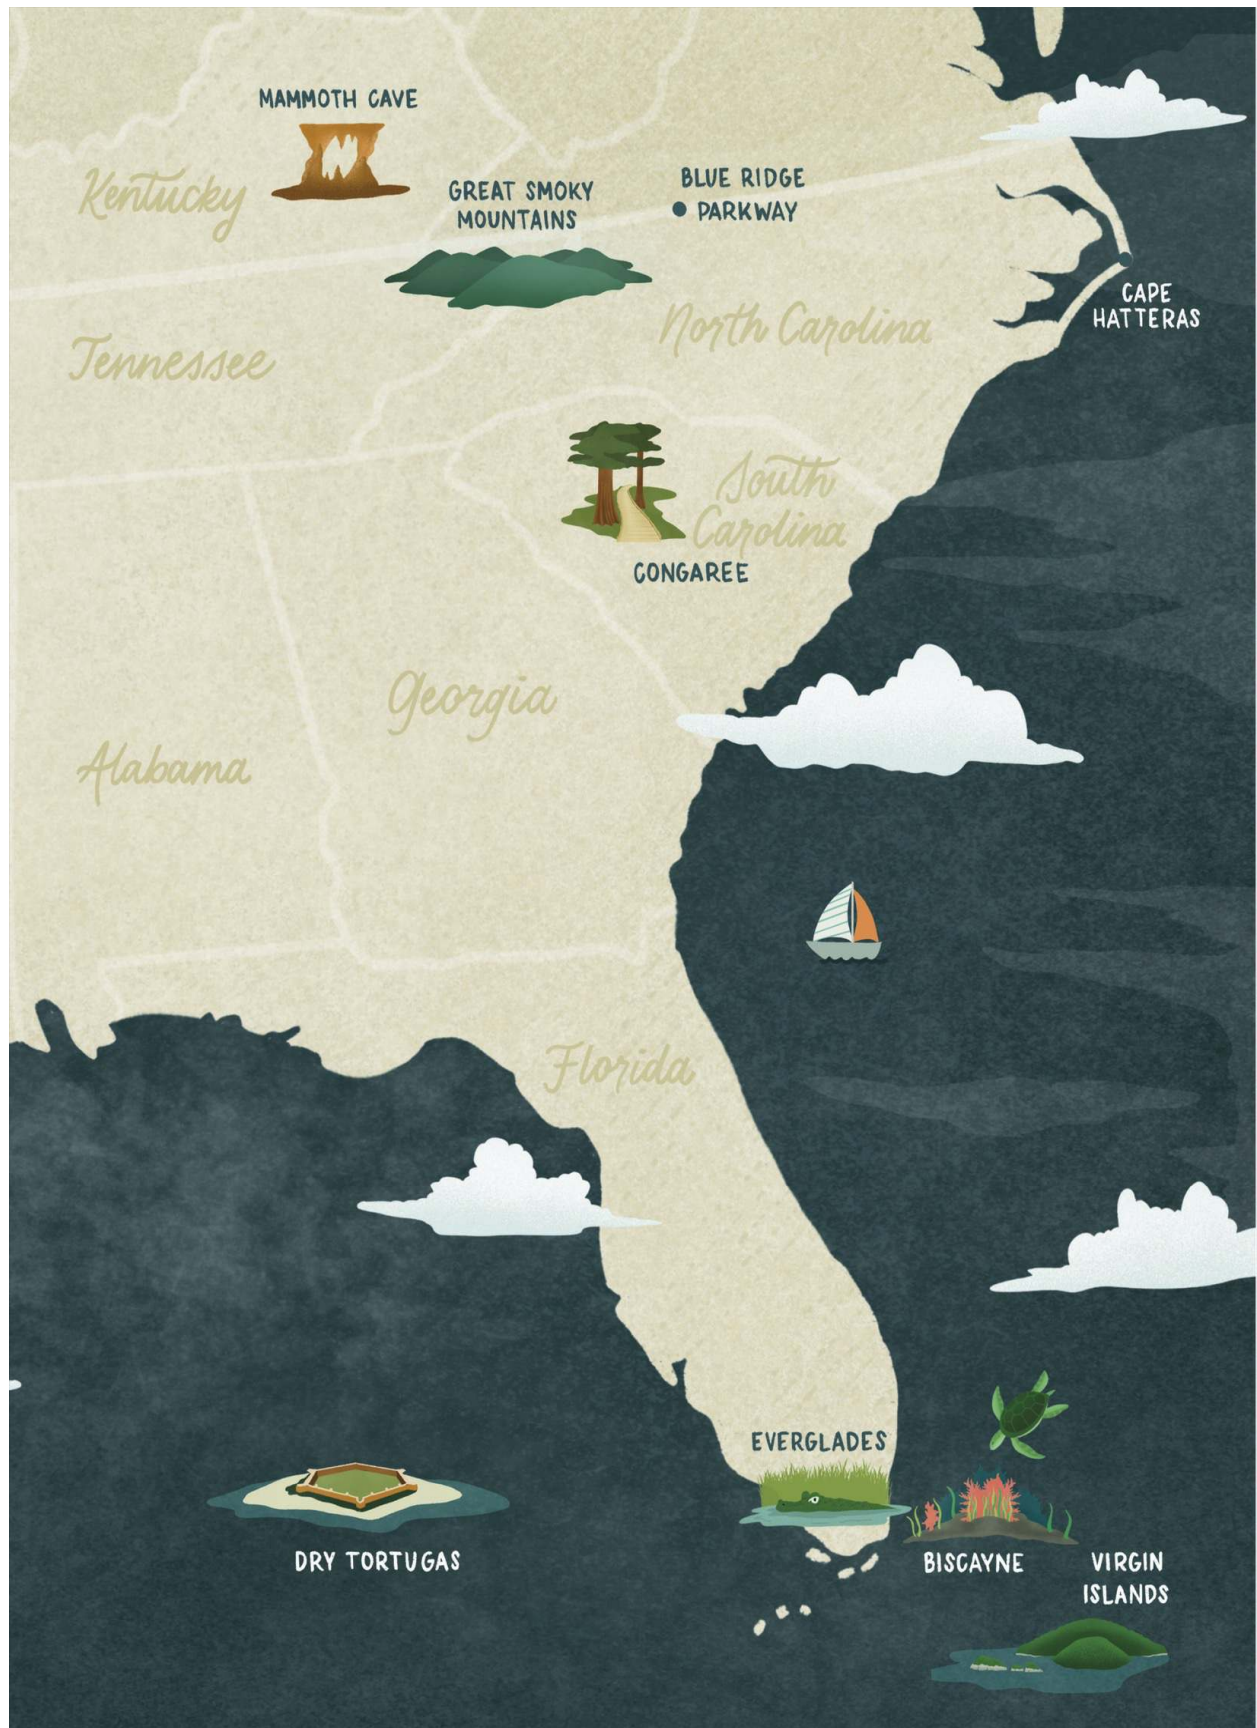 MAMMOTH CAVE
Kentucky
GREAT SMOKY
MOUNTAINS
BLUE RIDGE
PARKWAY
CAPE
HATTERAS
Tennessee
North Carolina
South
Carolina
CONGAREE
Georgia
Alabama
Florida
EVERGLADES
DRY TORTUGAS
BISCAYNE
VIRGIN
ISLANDS